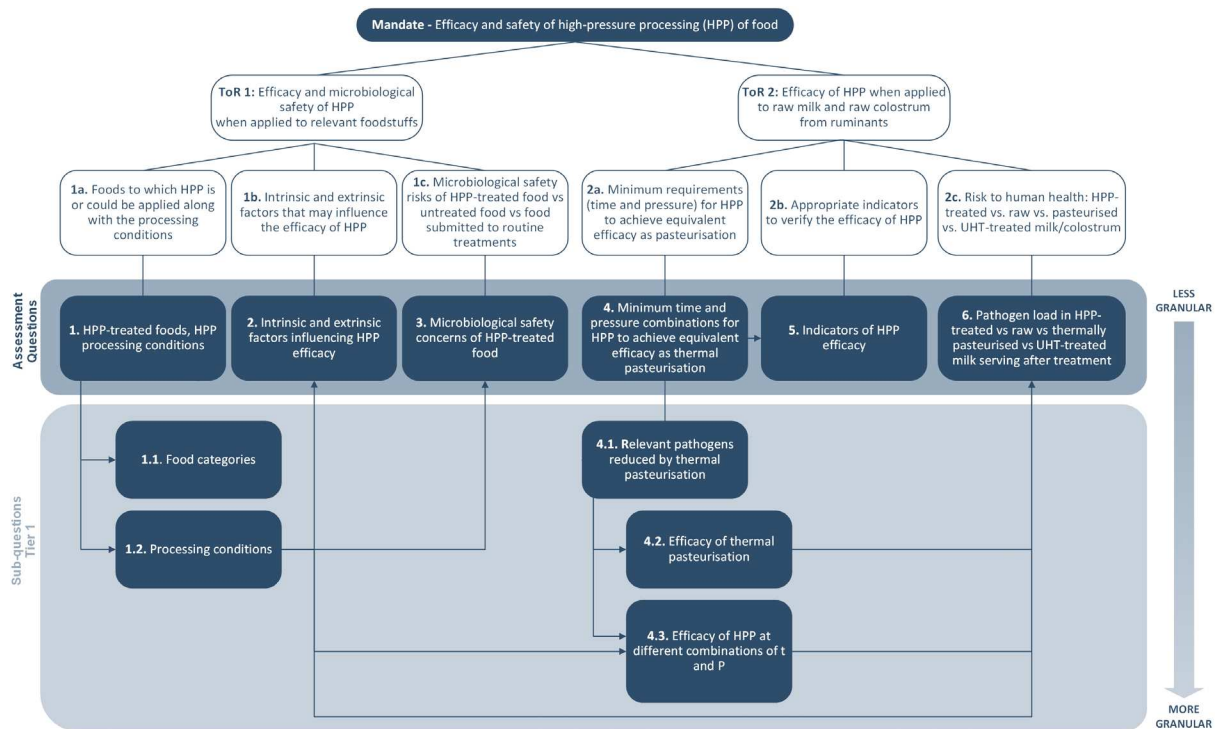 Mandate - Efficacy and safety of high-pressure processing (HPP) of food
ToR 1: Efficacy and microbiological
safety of HPP
when applied to relevant foodstuffs
ToR 2: Efficacy of HPP when applied
to raw milk and raw colostrum
from ruminants
1a. Foods to which HPP is
or could be applied along
with the processing
conditions
1b. Intrinsic and extrinsic
factors that may influence
the efficacy of HPP
1c. Microbiological safety
risks of HPP-treated food vs
untreated food vs food
submitted to routine
treatments
2a. Minimum requirements
(time and pressure) for HPP
to achieve equivalent
efficacy as pasteurisation
2b. Appropriate indicators
to verify the efficacy of HPP
2c. Risk to human health: HPP-
treated vs. raw vs. pasteurised
vs. UHT-treated milk/colostrum
Assessment
Questions
1. HPP-treated foods, HPP
processing conditions
2. Intrinsic and extrinsic
factors influencing HPP
efficacy
3. Microbiological safety
concerns of HPP-treated
food
4. Minimum time and
pressure combinations for
HPP to achieve equivalent
efficacy as thermal
pasteurisation
5. Indicators of HPP
efficacy
6. Pathogen load in HPP-
treated vs raw vs thermally
pasteurised vs UHT-treated
milk serving after treatment
LESS
GRANULAR
Sub-questions
Tier 1
1.1. Food categories
1.2. Processing conditions
4.1. Relevant pathogens
reduced by thermal
pasteurisation
4.2. Efficacy of thermal
pasteurisation
4.3. Efficacy of HPP at
different combinations of t
and P
MORE
GRANULAR